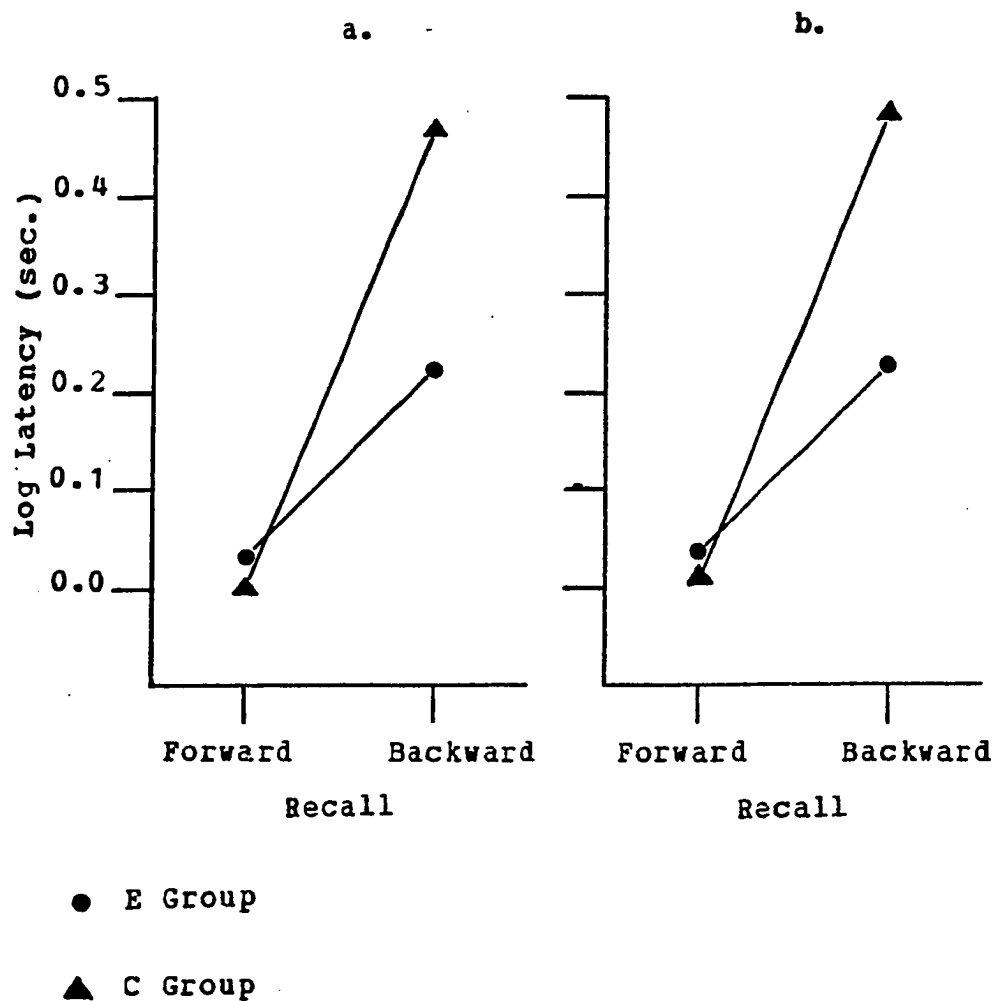 a.
b.
0.5
0.4
0.3
0.2
0.1
0.0
Log Latency (sec.)
Forward Backward
Recall
Forward Backward
Recall
E Group
C Group